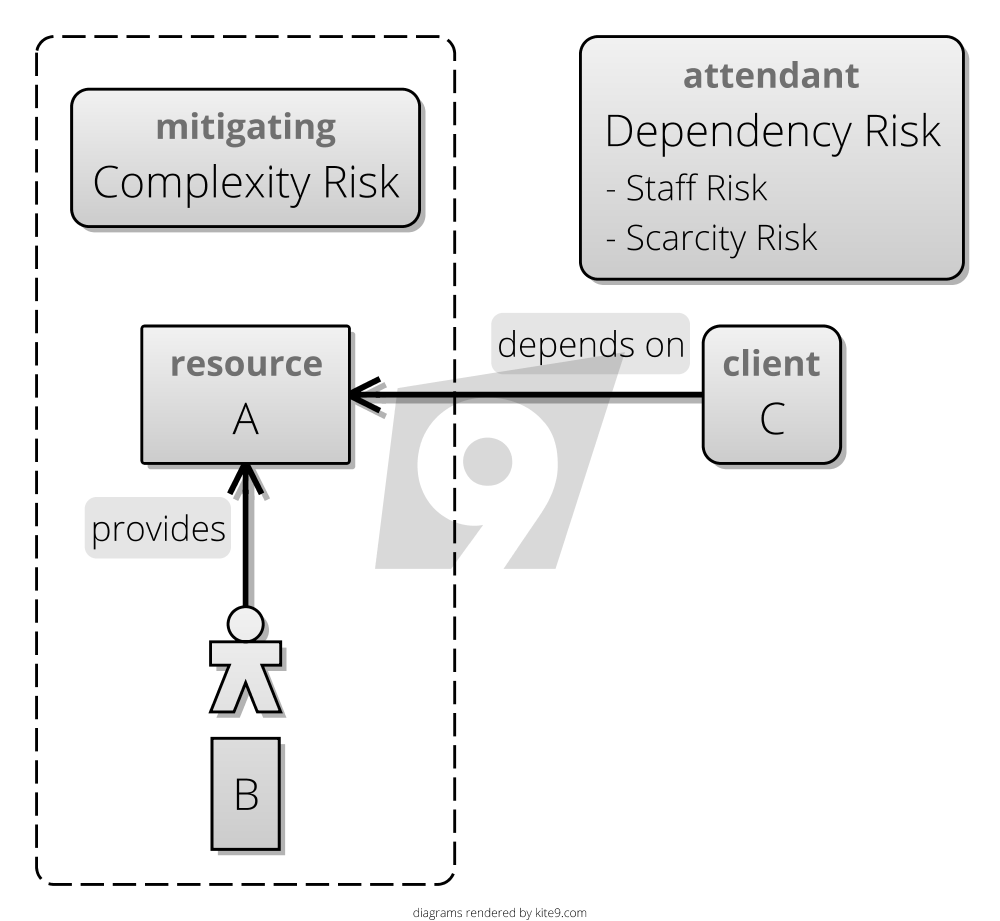 mitigating
Complexity Risk
attendant
Dependency Risk
- Staff Risk
- Scarcity Risk
resource
A
depends on
client
C
provides
B
diagrams rendered by kite9.com